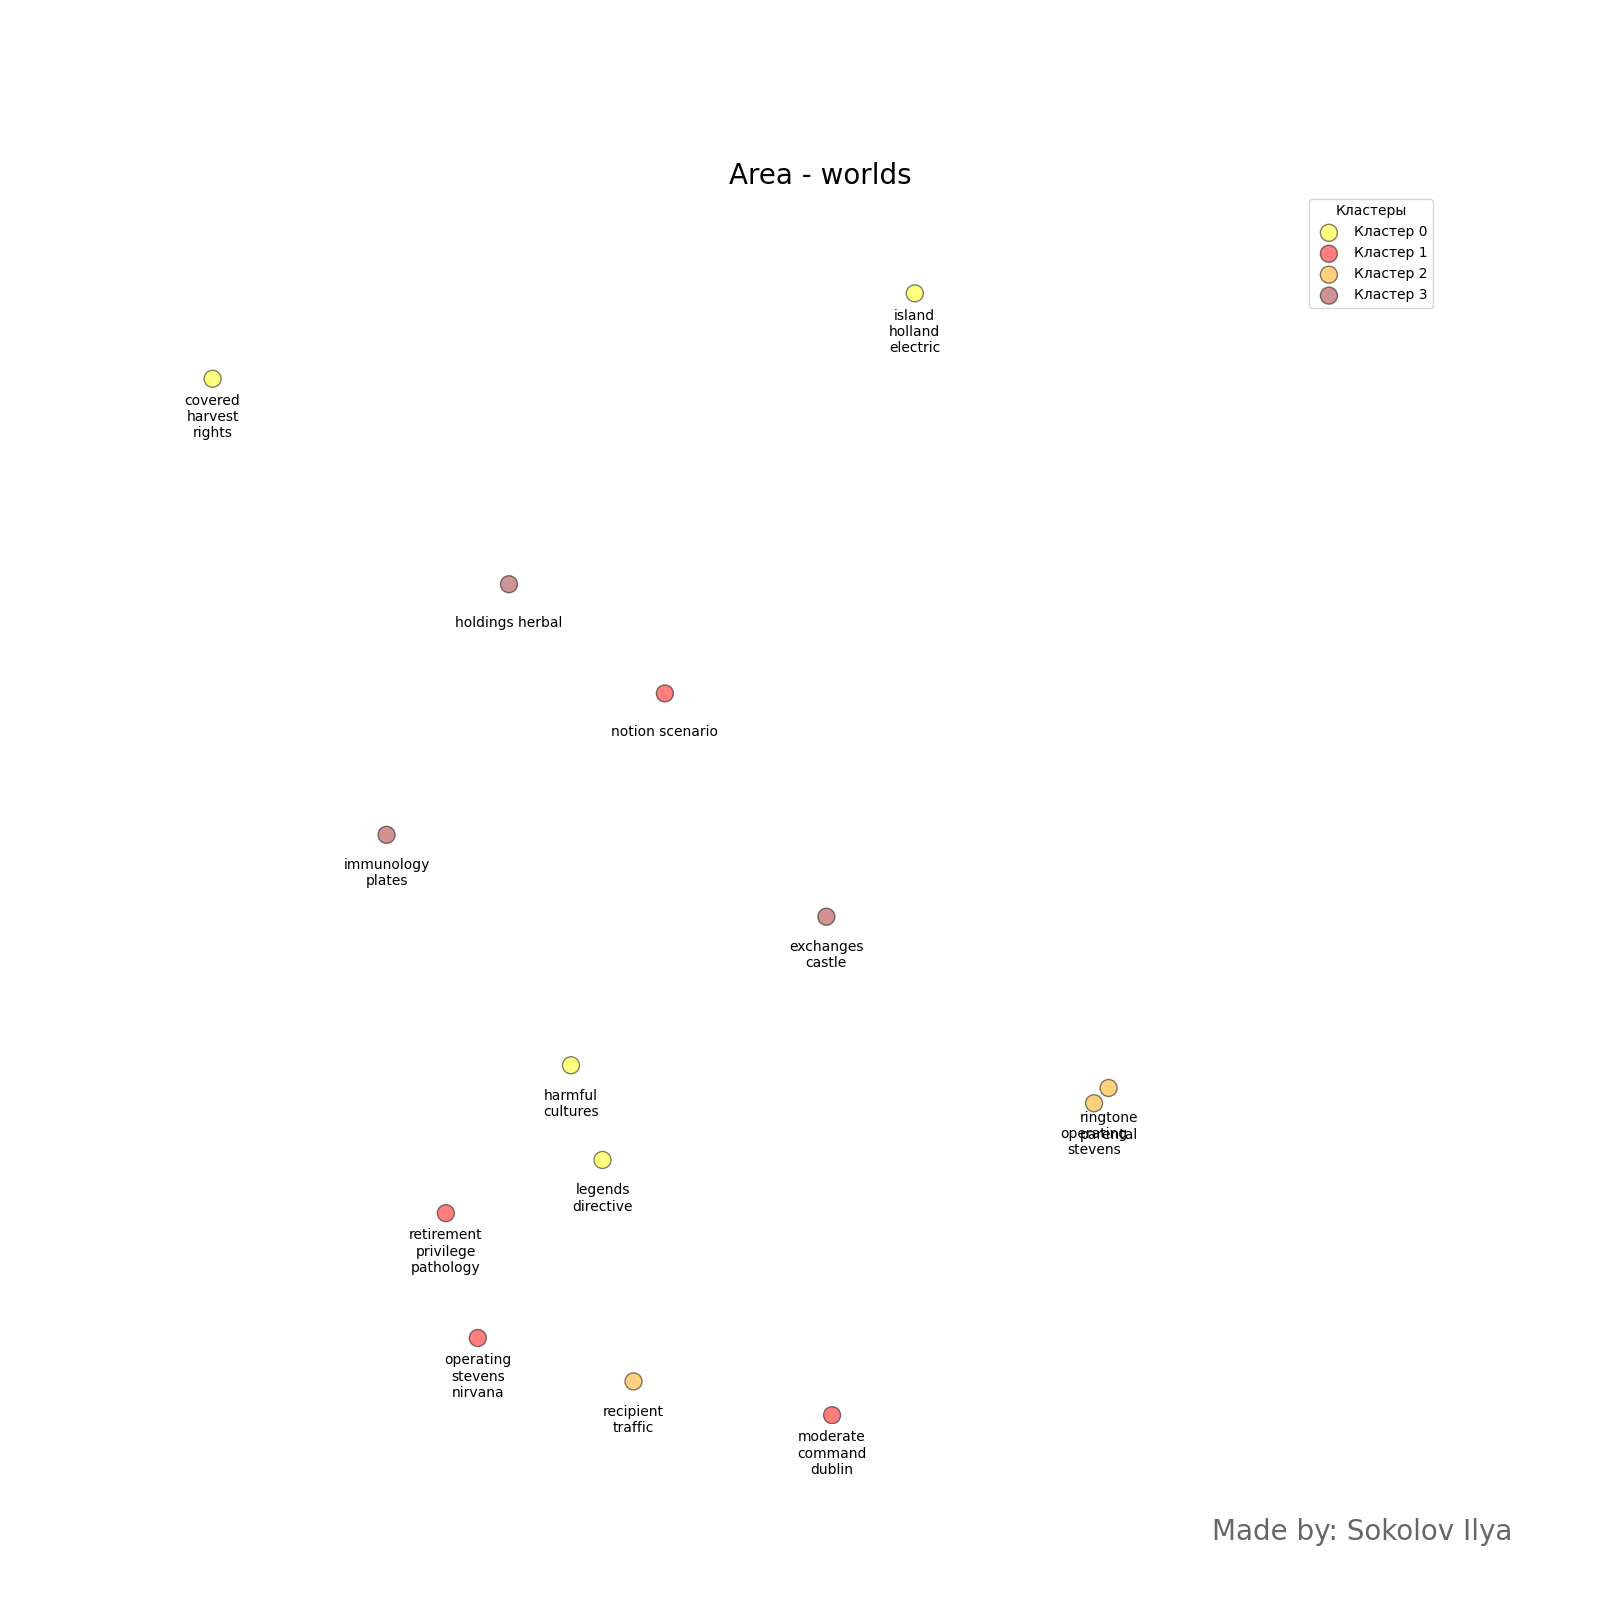 Area - worlds
Кластеры
Кластер 0
Кластер 1
Кластер 2
Кластер 3
island
holland
electric
covered
harvest
rights
holdings herbal
notion scenario
immunology
plates
exchanges
castle
harmful
cultures
ringtone
parental
operating
stevens
legends
directive
retirement
privilege
pathology
operating
stevens
nirvana
recipient
traffic
moderate
command
dublin
Made by: Sokolov Ilya